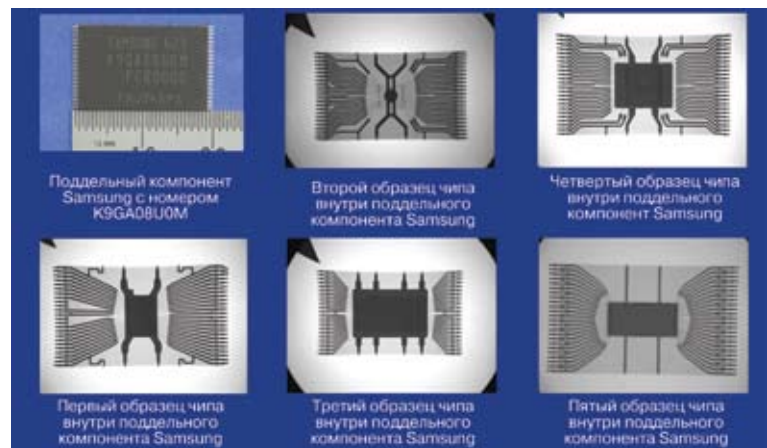 SAMSUNG
Поддельный компонент
Samsung с номером
K9GA08U0M
Второй образец чипа
внутри поддельного
компонента Samsung
Четвертый образец чипа
внутри поддельного
компонент Samsung
Первый образец чипа
внутри поддельного
компонента Samsung
Третий образец чипа
внутри поддельного
компонента Samsung
Пятый образец чипа
внутри поддельного
компонента Samsung